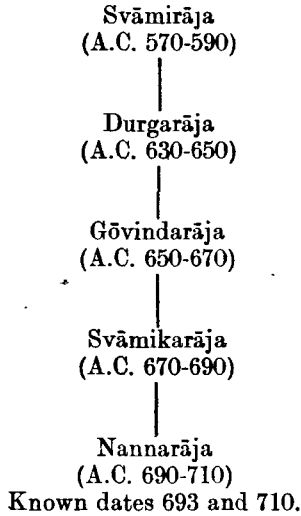 Svāmirāja
(A.C. 570-590)
Durgarāja
(A.C. 630-650)
Gōvindarāja
(A.C. 650-670)
Svāmikarāja
(A.C. 670-690)
Nannarāja
(A.C. 690-710)
Known dates 693 and 710.